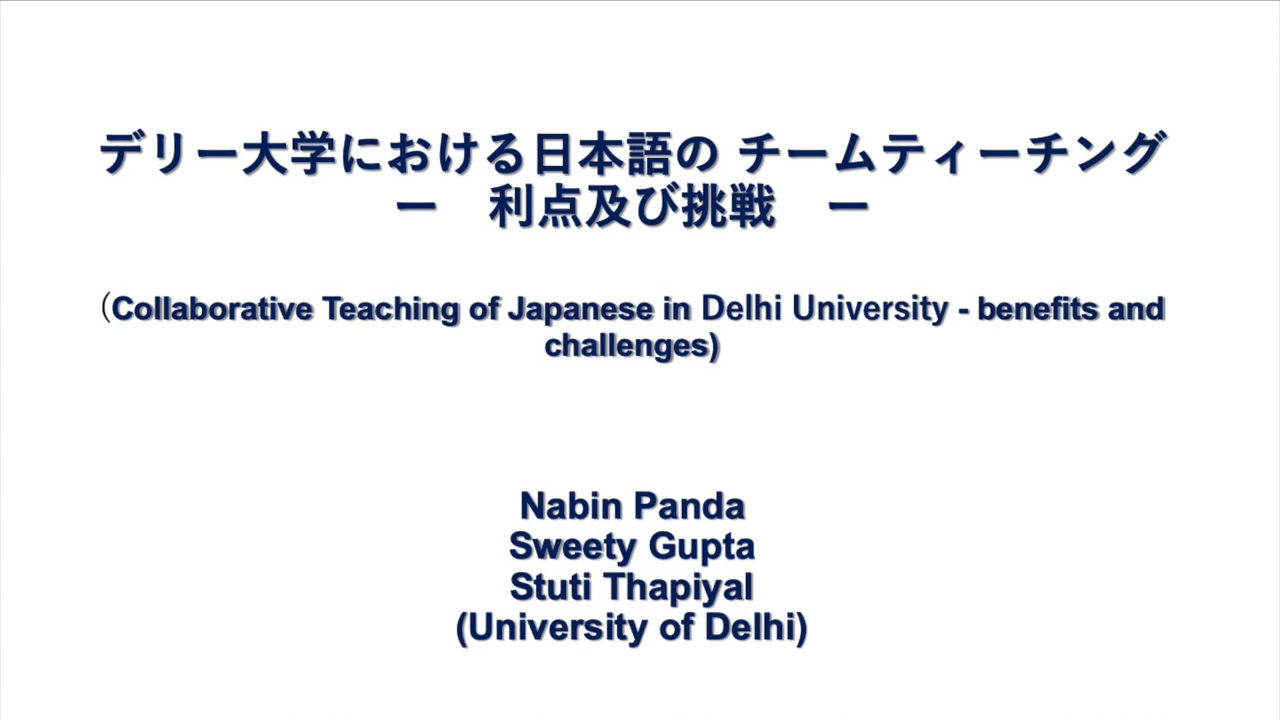 デリー大学における日本語の チームティーチング
ー　利点及び挑戦　ー
（Collaborative Teaching of Japanese in Delhi University - benefits and
challenges)
Nabin Panda
Sweety Gupta
Stuti Thapiyal
(University of Delhi)